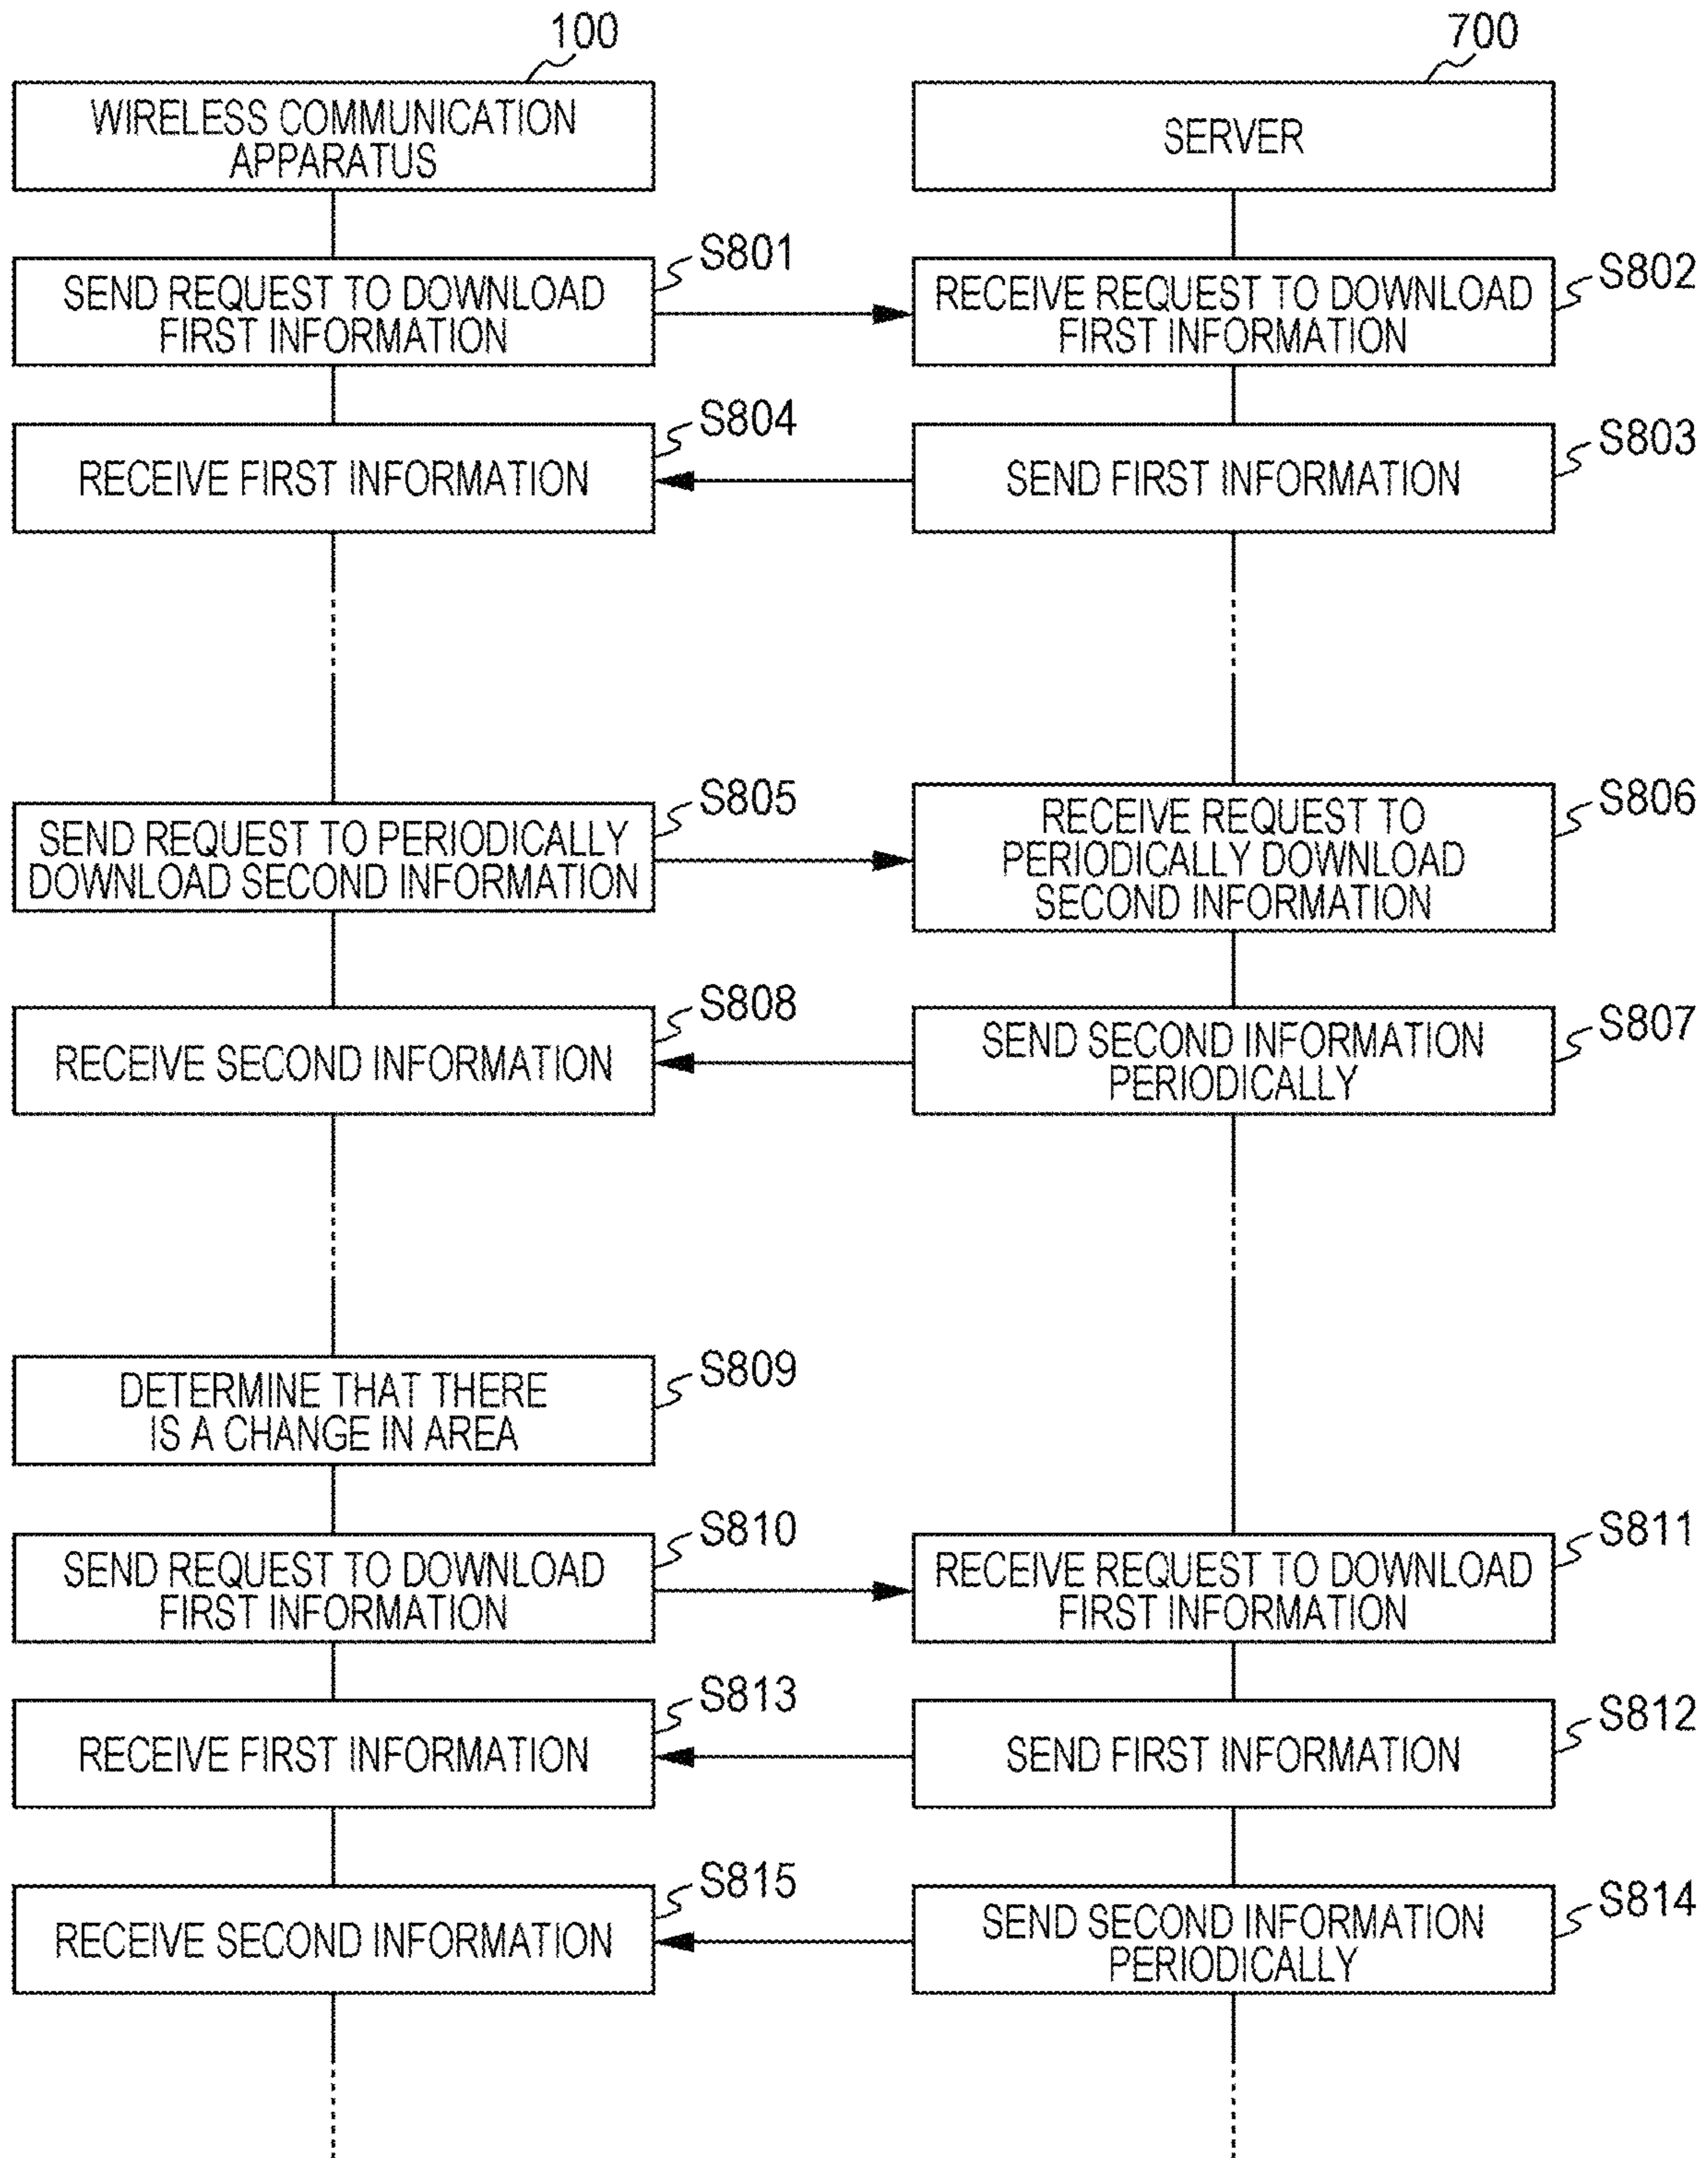 100
700
WIRELESS COMMUNICATION
APPARATUS
SERVER
S801
SEND REQUEST TO DOWNLOAD
FIRST INFORMATION
S802
RECEIVE REQUEST TO DOWNLOAD
FIRST INFORMATION
S804
RECEIVE FIRST INFORMATION
S803
SEND FIRST INFORMATION
S805
SEND REQUEST TO PERIODICALLY
DOWNLOAD SECOND INFORMATION
S806
RECEIVE REQUEST TO
PERIODICALLY DOWNLOAD
SECOND INFORMATION
S808
RECEIVE SECOND INFORMATION
S807
SEND SECOND INFORMATION
PERIODICALLY
S809
DETERMINE THAT THERE
IS A CHANGE IN AREA
S810
SEND REQUEST TO DOWNLOAD
FIRST INFORMATION
S811
RECEIVE REQUEST TO DOWNLOAD
FIRST INFORMATION
S813
RECEIVE FIRST INFORMATION
S812
SEND FIRST INFORMATION
S815
RECEIVE SECOND INFORMATION
S814
SEND SECOND INFORMATION
PERIODICALLY